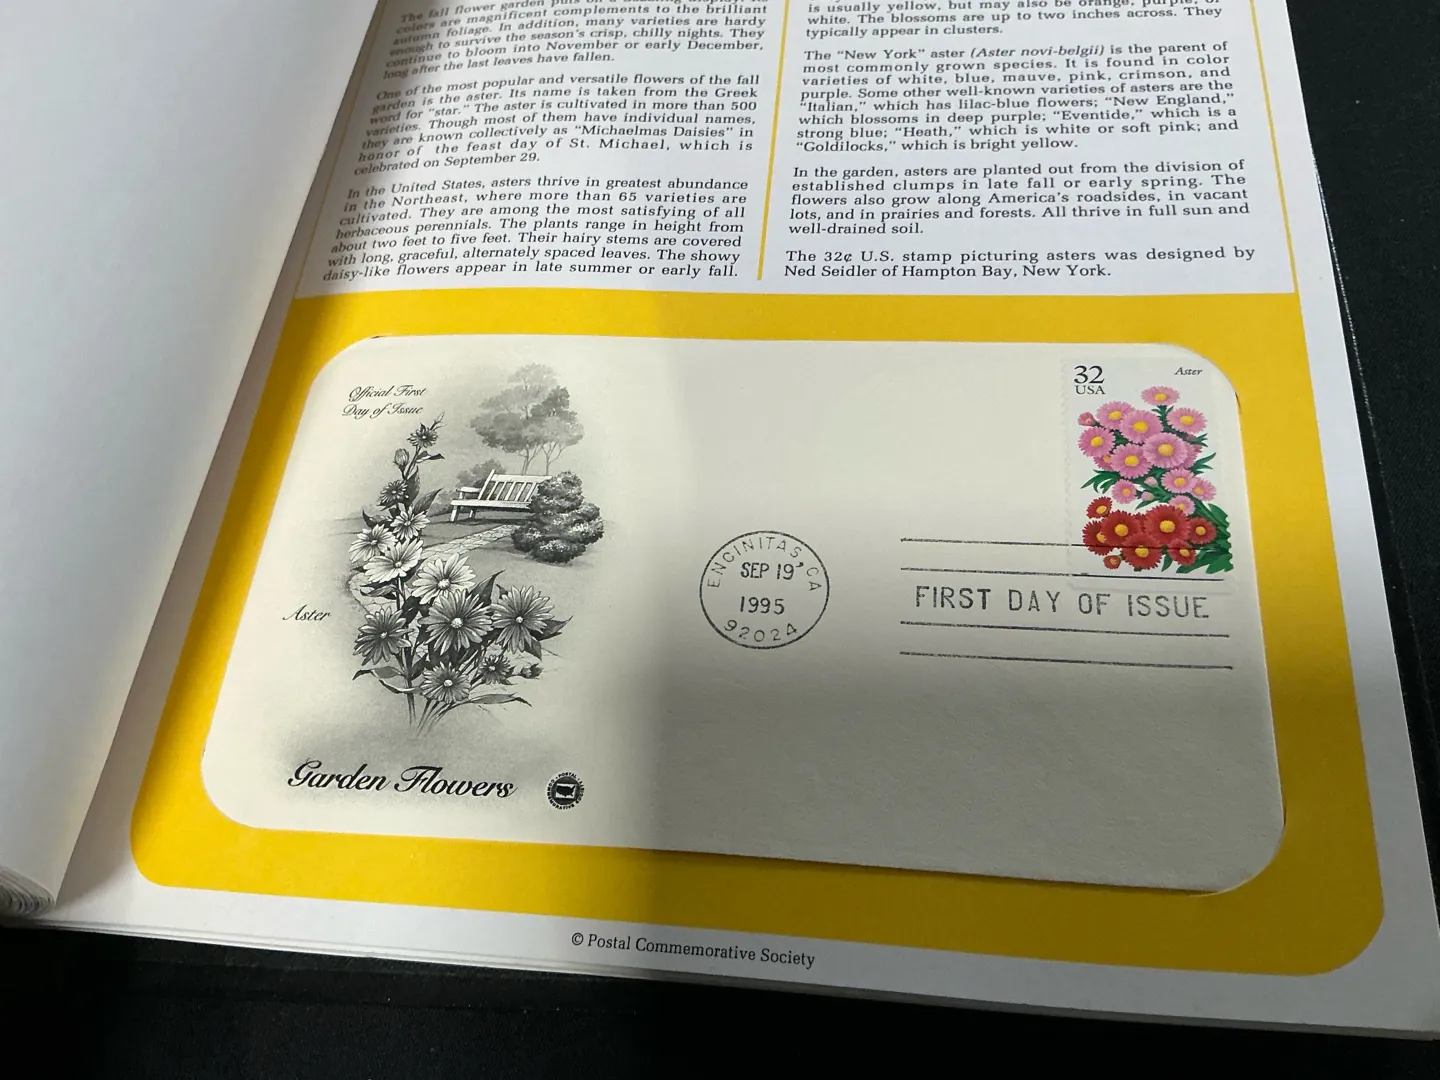 The fall flower garden puts on a
colors are magnificent complements to the brilliant
autumn foliage. In addition, many varieties are hardy
enough to survive the season's crisp, chilly nights. They
continue to bloom into November or early December,
long after the last leaves have fallen.
One of the most popular and versatile flowers of the fall
garden is the aster. Its name is taken from the Greek
word for "star." The aster is cultivated in more than 500
varieties. Though most of them have individual names,
they are known collectively as "Michaelmas Daisies" in
honor of the feast day of St. Michael, which is
celebrated on September 29.
In the United States, asters thrive in greatest abundance
in the Northeast, where more than 65 varieties are
cultivated. They are among the most satisfying of all
herbaceous perennials. The plants range in height from
about two feet to five feet. Their hairy stems are covered
with long, graceful, alternately spaced leaves. The showy
daisy-like flowers appear in late summer or early fall.
is usually yellow, but may also be orange, purple, or
white. The blossoms are up to two inches across. They
typically appear in clusters.
The "New York" aster (Aster novi-belgii) is the parent of
most commonly grown species. It is found in color
varieties of white, blue, mauve, pink, crimson, and
purple. Some other well-known varieties of asters are the
"Italian," which has lilac-blue flowers; "New England,"
which blossoms in deep purple; "Eventide," which is a
strong blue; "Heath," which is white or soft pink; and
"Goldilocks," which is bright yellow.
In the garden, asters are planted out from the division of
established clumps in late fall or early spring. The
flowers also grow along America's roadsides, in vacant
lots, and in prairies and forests. All thrive in full sun and
well-drained soil.
The 32¢ U.S. stamp picturing asters was designed by
Ned Seidler of Hampton Bay, New York.
Official First
Day of Issue
Aster
Garden Flowers
POSTAL COMMEMORATIVE SOCIETY
ENCINITAS, CA
SEP 19
1995
92024
32
USA
Aster
FIRST DAY OF ISSUE
© Postal Commemorative Society